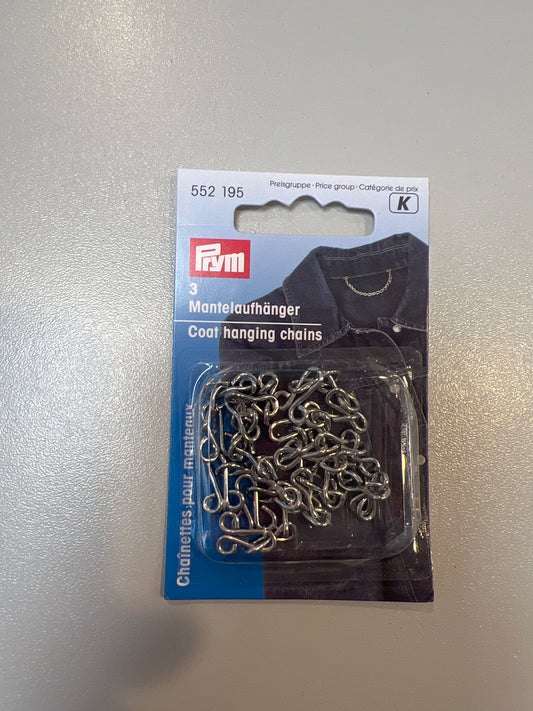 552 195
Preisgruppe · Price group · Catégorie de prix
K
Prym
3
Mantelaufhänger
Coat hanging chains
Chaînettes pour manteaux